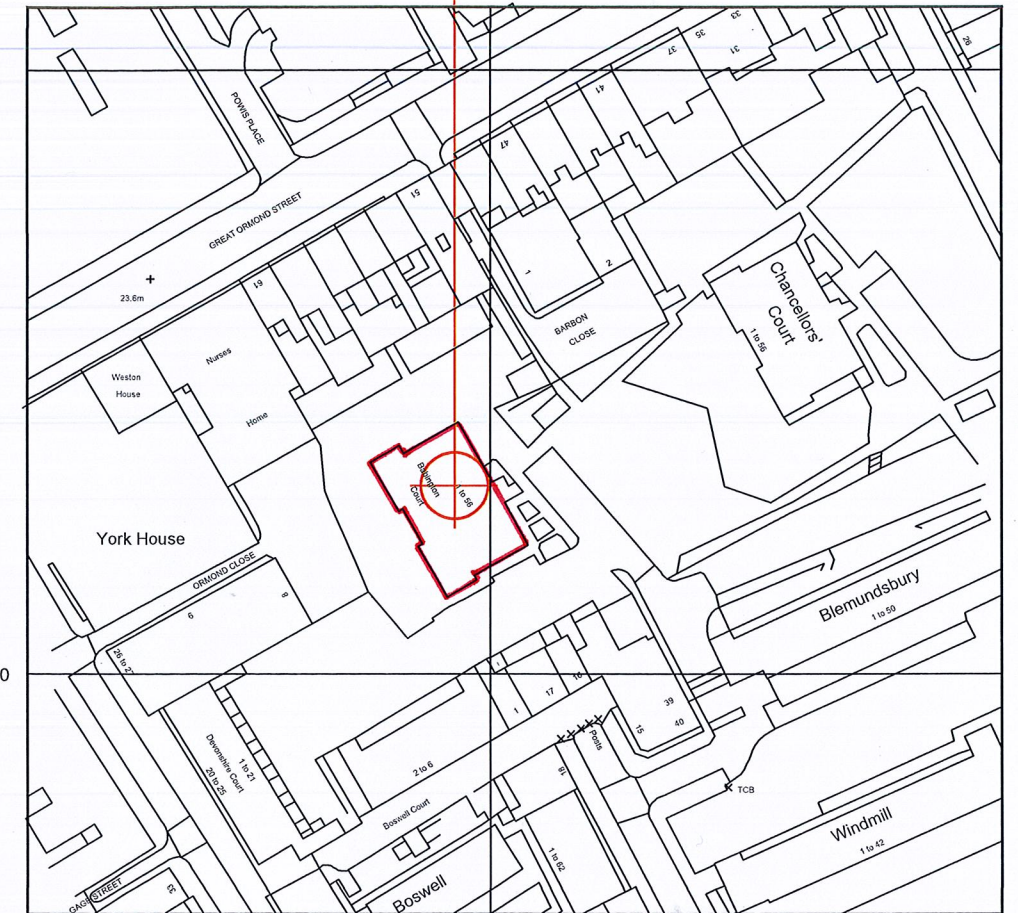 33
35
31
37
26
41
47
POWIS PLACE
51
GREAT ORMOND STREET
23.6m
61
1
2
BARBON
CLOSE
Chancellors'
Court
1 to 56
Weston
House
Nurses
Home
Babington
Court
1 to 56
York House
ORMOND CLOSE
6
8
26 to 27
Blemundsbury
1 to 50
0
1
17
16
15
39
40
Posts
18
Devonshire Court
1 to 21
20 to 25
2 to 6
Boswell Court
TCB
Windmill
1 to 42
1 to 62
Boswell
GAGE STREET
33